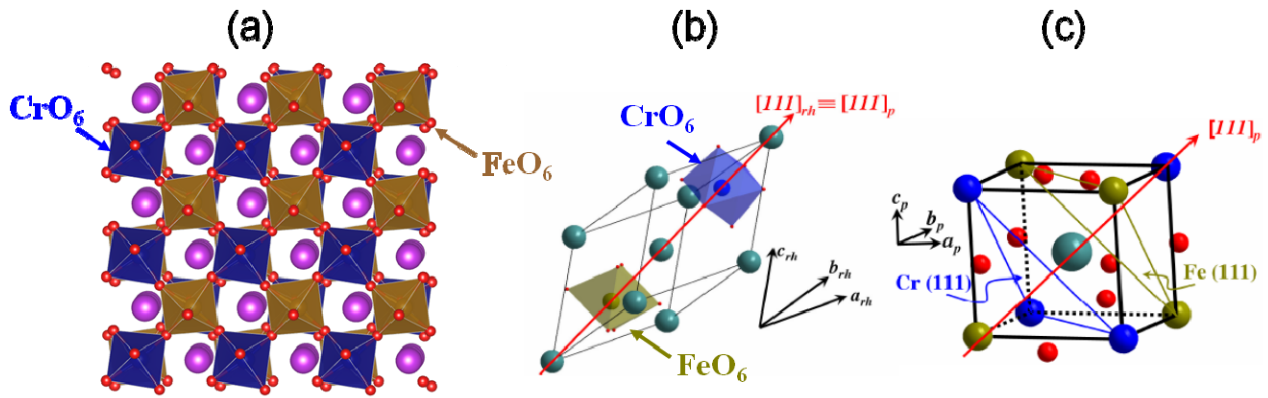 (a)
(b)
(c)
CrO₆
FeO₆
CrO₆
[111]ᵣₕ≡[111]ₚ
FeO₆
cᵣₕ
bᵣₕ
aᵣₕ
[111]ₚ
cₚ
bₚ
aₚ
Cr (111)
Fe (111)